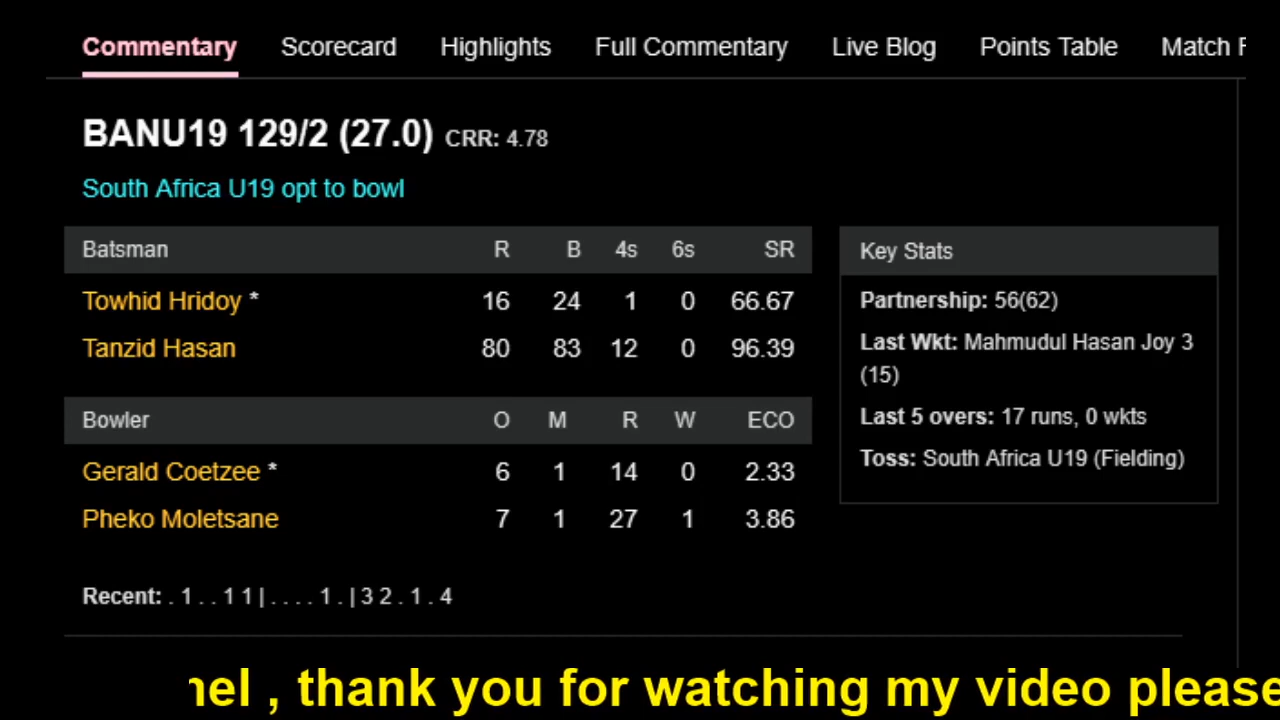 Commentary Scorecard Highlights Full Commentary Live Blog Points Table Match F
BANU19 129/2 (27.0) CRR: 4.78
South Africa U19 opt to bowl
Batsman R B 4s 6s SR
Towhid Hridoy * 16 24 1 0 66.67
Tanzid Hasan 80 83 12 0 96.39
Bowler O M R W ECO
Gerald Coetzee * 6 1 14 0 2.33
Pheko Moletsane 7 1 27 1 3.86
Key Stats
Partnership: 56(62)
Last Wkt: Mahmudul Hasan Joy 3
(15)
Last 5 overs: 17 runs, 0 wkts
Toss: South Africa U19 (Fielding)
Recent: . 1 . . 1 1 | . . . . 1 . | 3 2 . 1 . 4
nel , thank you for watching my video please